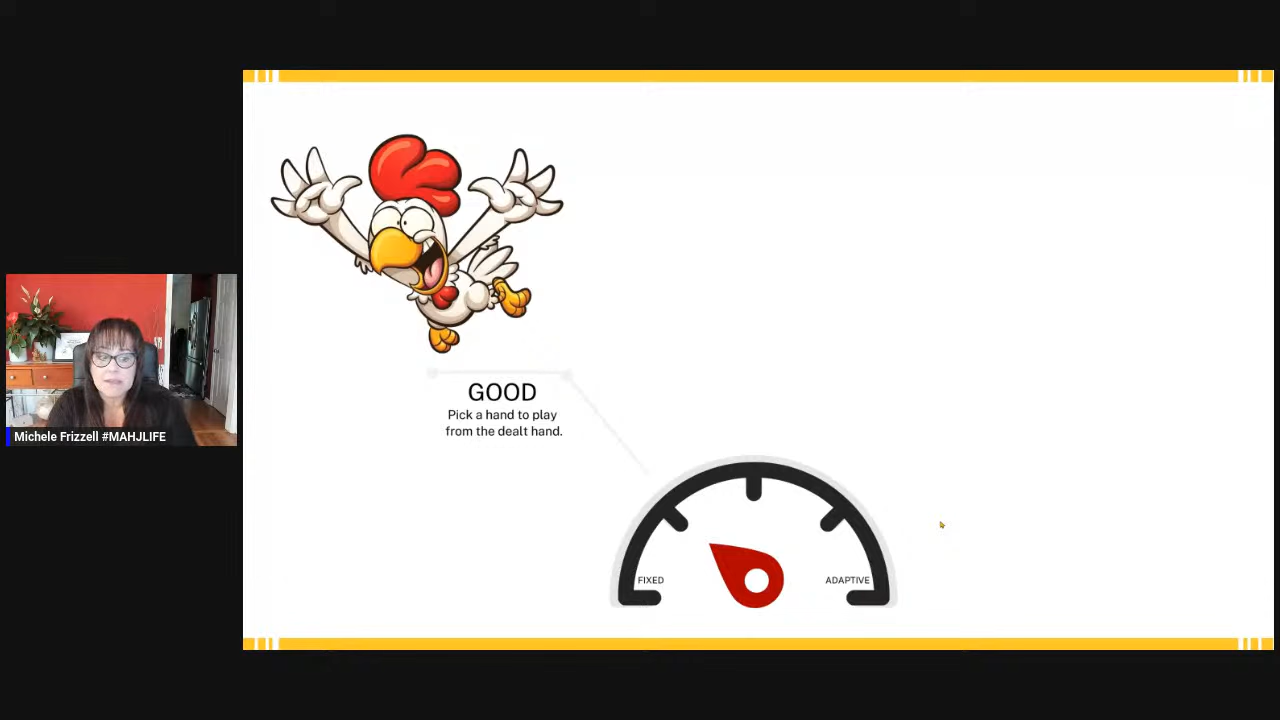 GOOD
Pick a hand to play
from the dealt hand.
FIXED
ADAPTIVE
Michele Frizzell #MAHJLIFE